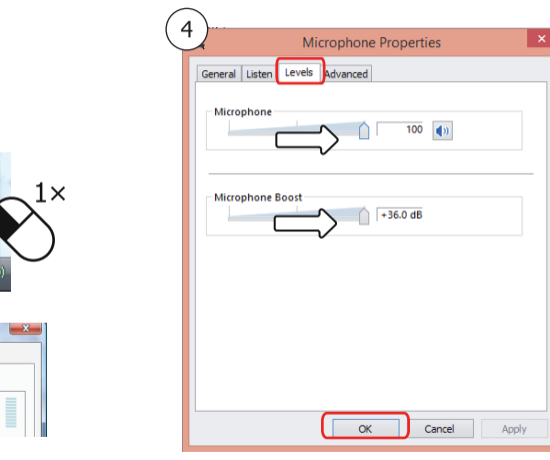 4
Microphone Properties
General Listen Levels Advanced
Microphone
100
1×
Microphone Boost
+36.0 dB
OK Cancel Apply